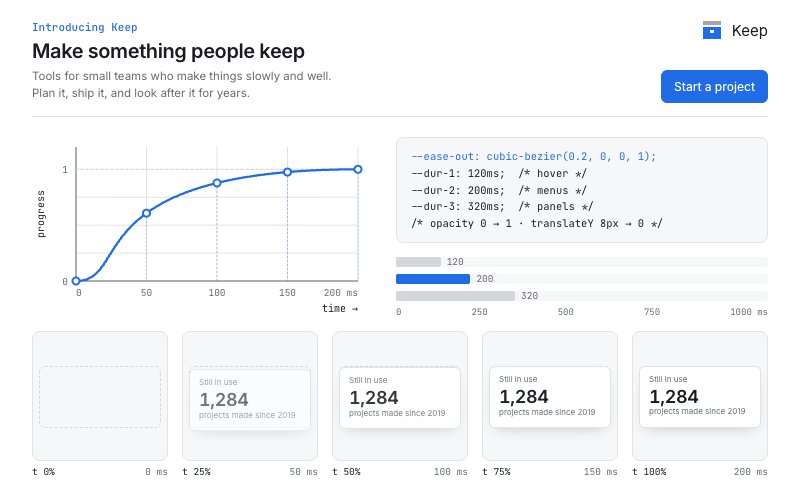 Introducing Keep
Make something people keep
Tools for small teams who make things slowly and well.
Plan it, ship it, and look after it for years.
Keep
Start a project
1
progress
0
0 50 100 150 200 ms
time →
--ease-out: cubic-bezier(0.2, 0, 0, 1);
--dur-1: 120ms; /* hover */
--dur-2: 200ms; /* menus */
--dur-3: 320ms; /* panels */
/* opacity 0 → 1 · translateY 8px → 0 */
120
200
320
0 250 500 750 1000 ms
Still in use
1,284
projects made since 2019
Still in use
1,284
projects made since 2019
Still in use
1,284
projects made since 2019
Still in use
1,284
projects made since 2019
t 0% 0 ms
t 25% 50 ms
t 50% 100 ms
t 75% 150 ms
t 100% 200 ms